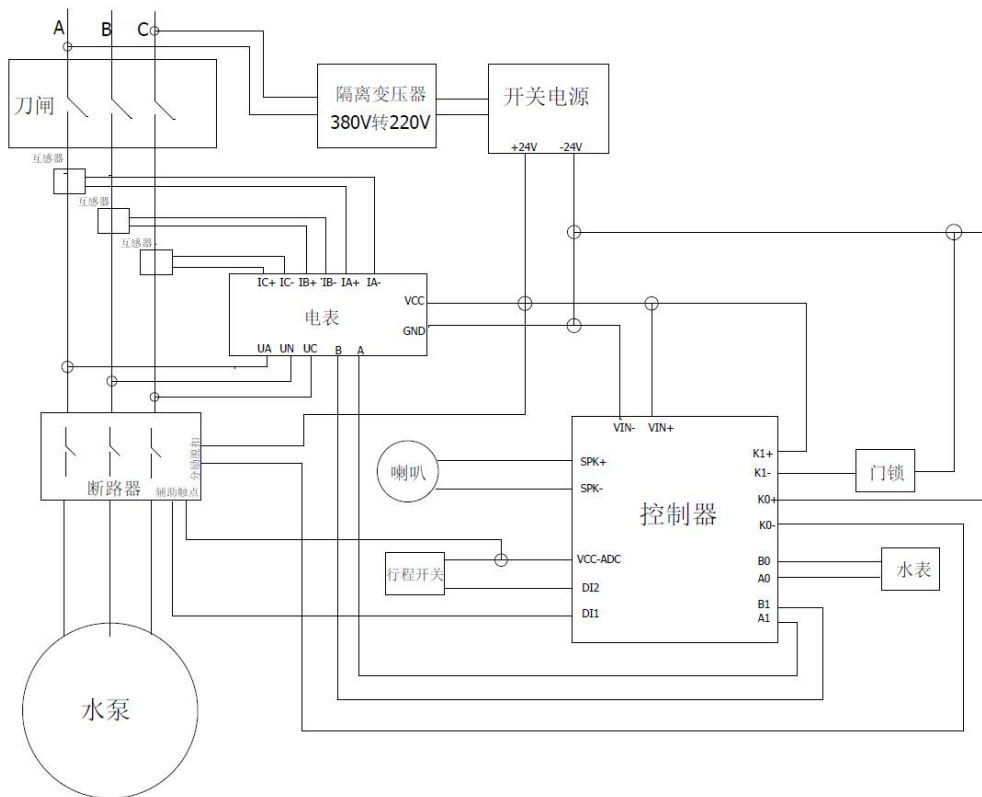 A
B
C
刀闸
隔离变压器
380V转220V
开关电源
+24V
-24V
互感器
互感器
互感器
IC+
IC-
IB+
IB-
IA+
IA-
电表
VCC
GND
UA
UN
UC
B
A
断路器
分励脱扣
辅助触点
喇叭
行程开关
VIN-
VIN+
SPK+
SPK-
控制器
VCC-ADC
DI2
DI1
K1+
K1-
K0+
K0-
B0
A0
B1
A1
门锁
水表
水泵